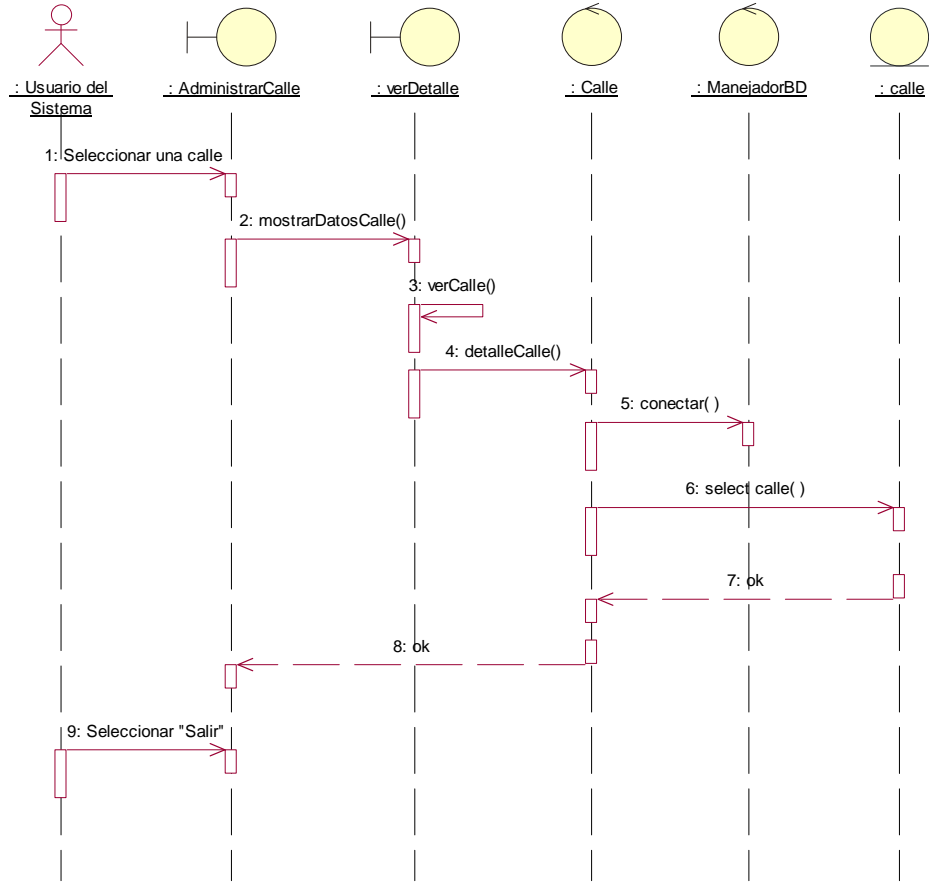 : Usuario del
Sistema
: AdministrarCalle
: verDetalle
: Calle
: ManejadorBD
: calle
1: Seleccionar una calle
2: mostrarDatosCalle()
3: verCalle()
4: detalleCalle()
5: conectar( )
6: select calle( )
7: ok
8: ok
9: Seleccionar "Salir"